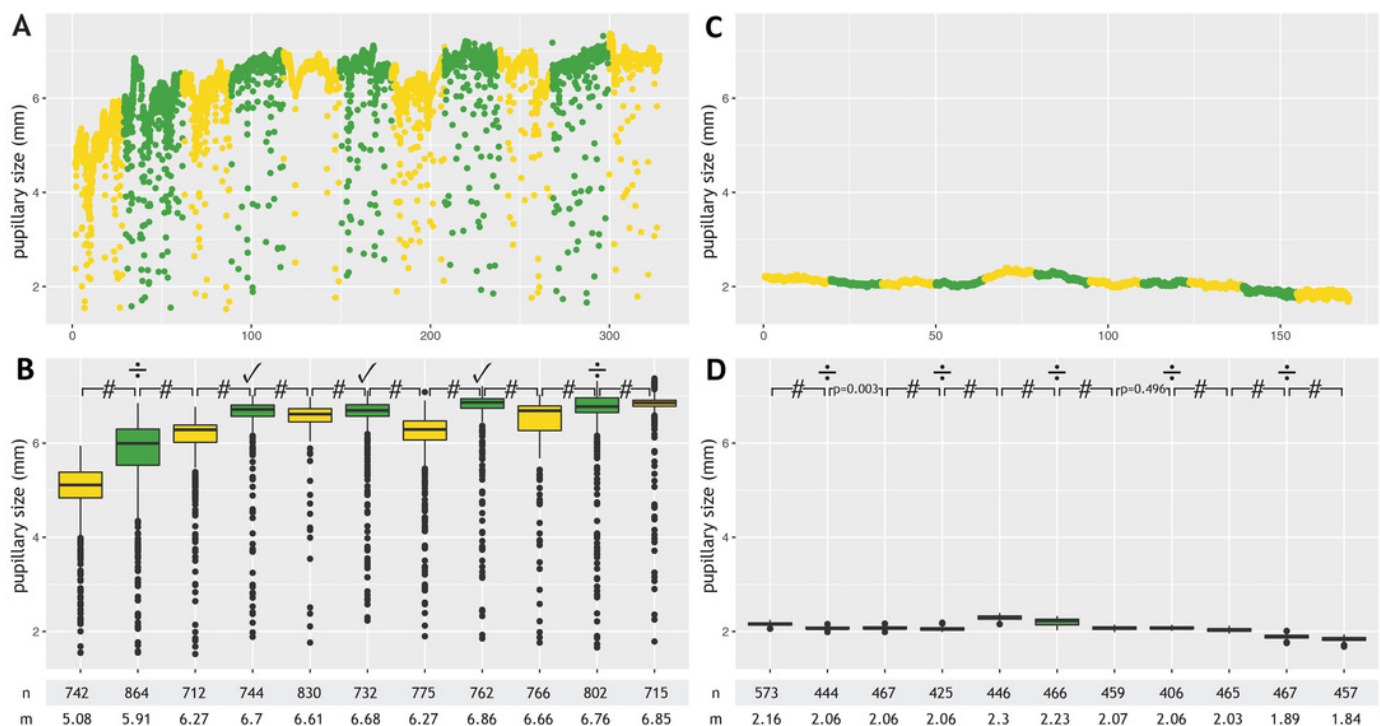 A
C
pupillary size (mm)
6
4
2
0
100
200
300
pupillary size (mm)
6
4
2
0
50
100
150
B
÷ ✓ ✓ ✓ ÷
# # # # # # # # # #
pupillary size (mm)
6
4
2
n 742 864 712 744 830 732 775 762 766 802 715
m 5.08 5.91 6.27 6.7 6.61 6.68 6.27 6.86 6.66 6.76 6.85
D
÷ ÷ ÷ ÷ ÷
# p=0.003 # # # # p=0.496 # # #
pupillary size (mm)
6
4
2
n 573 444 467 425 446 466 459 406 465 467 457
m 2.16 2.06 2.06 2.06 2.3 2.23 2.07 2.06 2.03 1.89 1.84